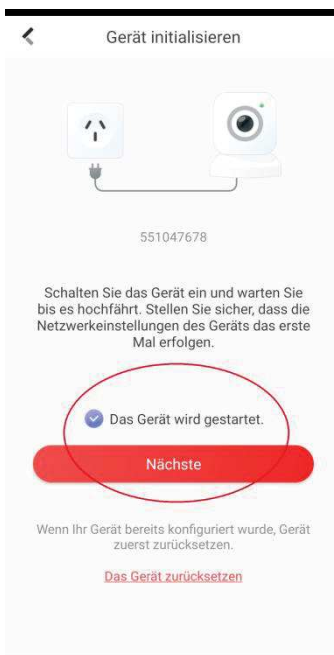 Gerät initialisieren
551047678
Schalten Sie das Gerät ein und warten Sie
bis es hochfährt. Stellen Sie sicher, dass die
Netzwerkeinstellungen des Geräts das erste
Mal erfolgen.
Das Gerät wird gestartet.
Nächste
Wenn Ihr Gerät bereits konfiguriert wurde, Gerät
zuerst zurücksetzen.
Das Gerät zurücksetzen